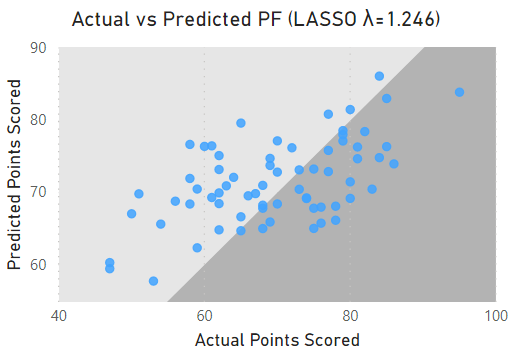 Actual vs Predicted PF (LASSO λ=1.246)
90
80
70
60
Predicted Points Scored
40 60 80 100
Actual Points Scored